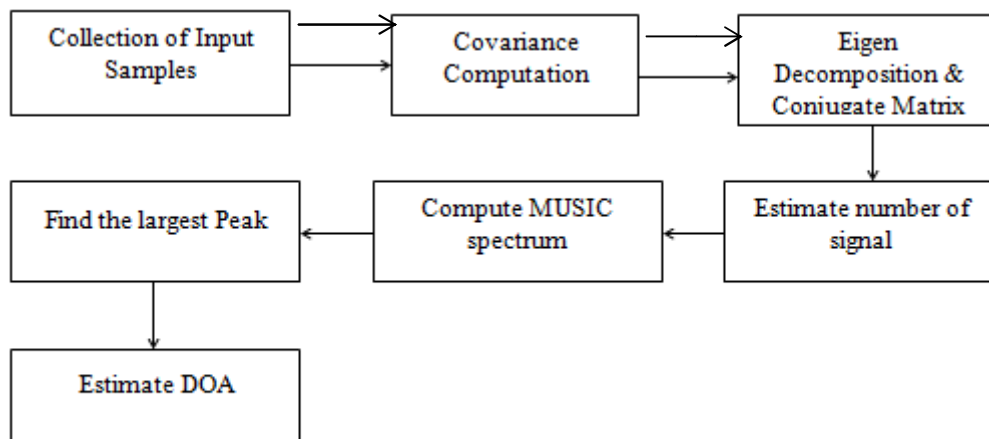 Collection of Input
Samples
Covariance
Computation
Eigen
Decomposition &
Conjugate Matrix
Estimate number of
signal
Compute MUSIC
spectrum
Find the largest Peak
Estimate DOA